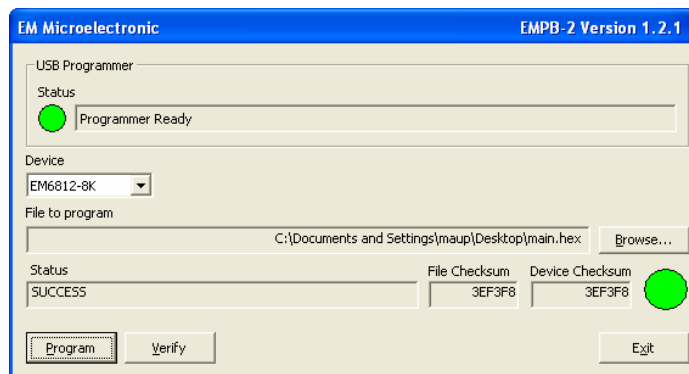 EM Microelectronic EMPB-2 Version 1.2.1
USB Programmer
Status
Programmer Ready
Device
EM6812-8K
File to program
C:\Documents and Settings\maup\Desktop\main.hex Browse...
Status File Checksum Device Checksum
SUCCESS 3EF3F8 3EF3F8
Program Verify Exit